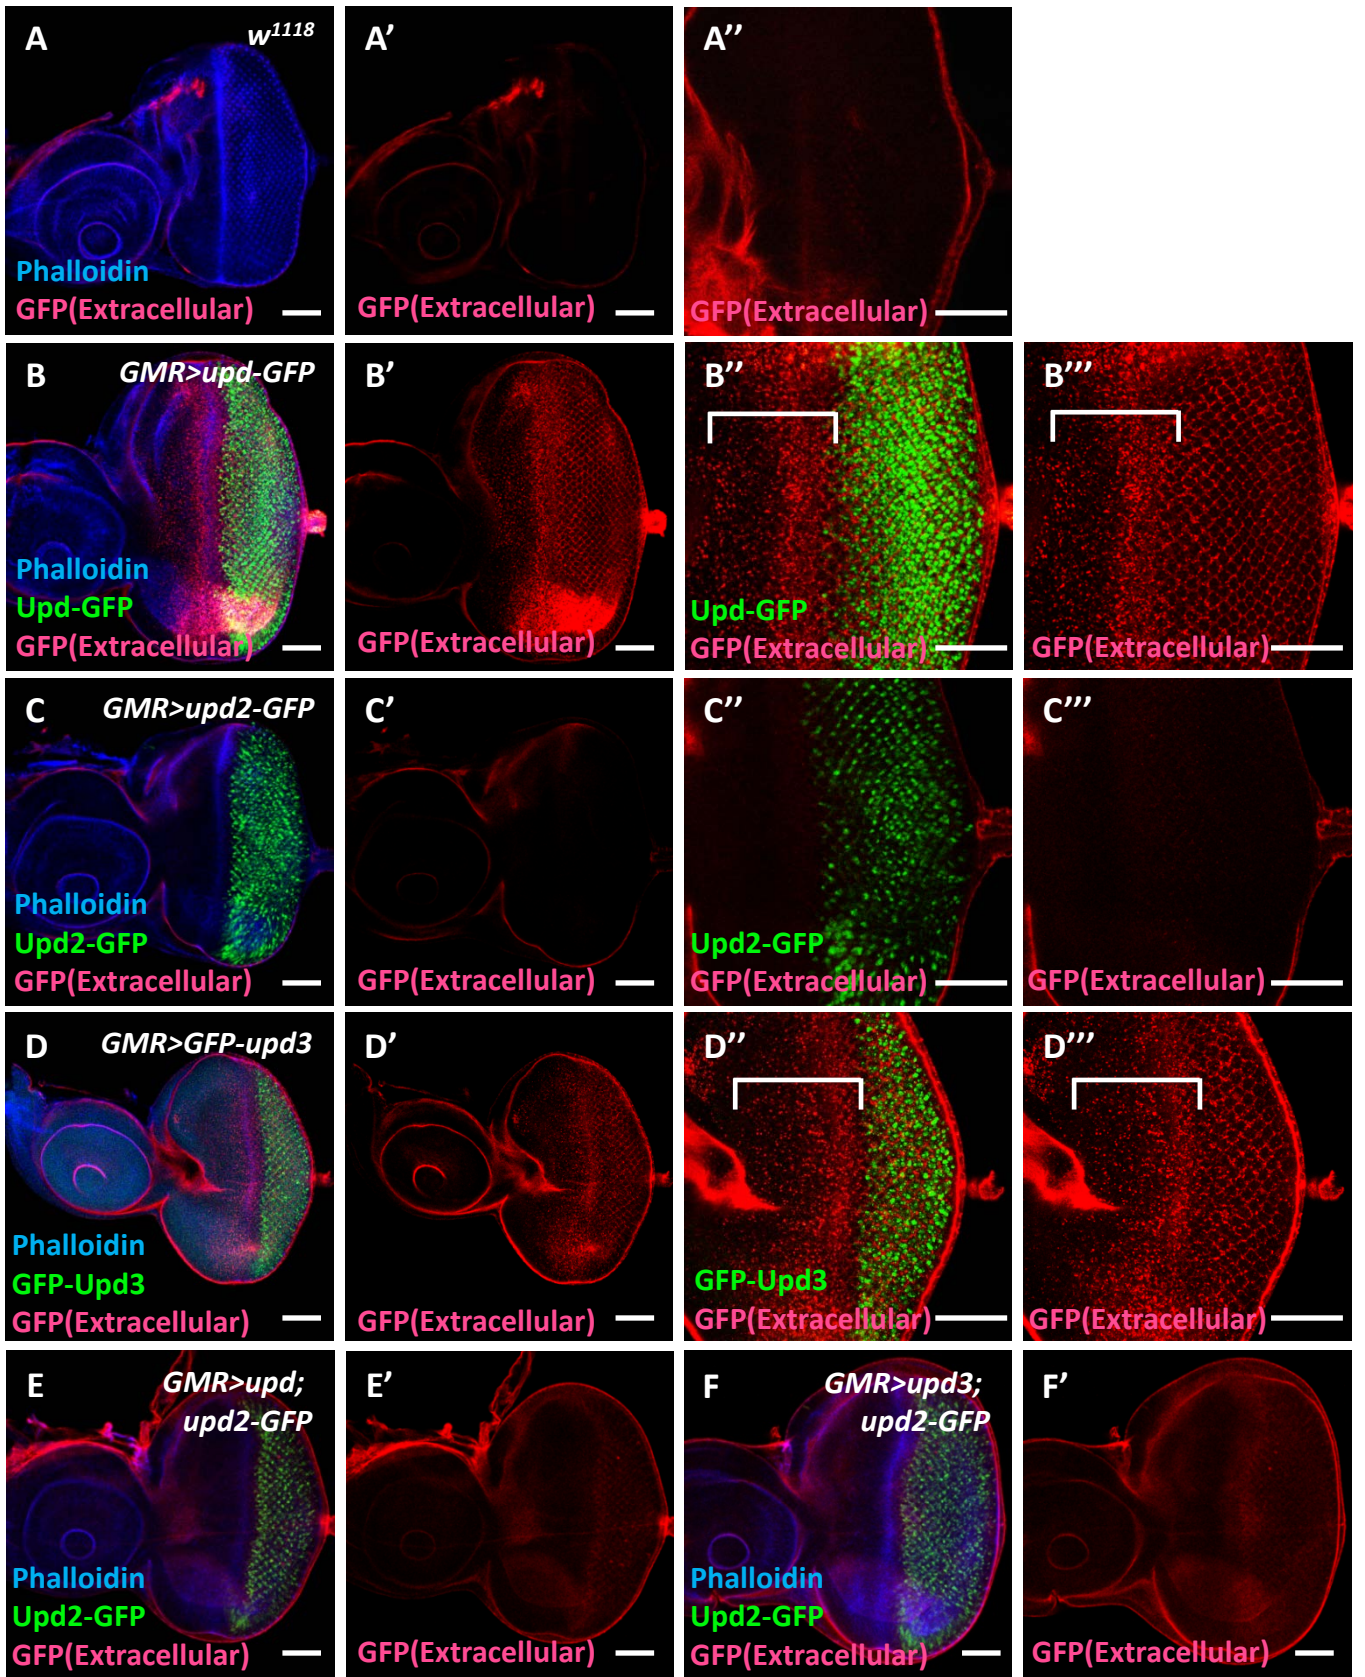 A
w1118
Phalloidin
GFP(Extracellular)
A’
GFP(Extracellular)
A’’
GFP(Extracellular)
B
GMR>upd-GFP
Phalloidin
Upd-GFP
GFP(Extracellular)
B’
GFP(Extracellular)
B’’
Upd-GFP
GFP(Extracellular)
B’’’
GFP(Extracellular)
C
GMR>upd2-GFP
Phalloidin
Upd2-GFP
GFP(Extracellular)
C’
GFP(Extracellular)
C’’
Upd2-GFP
GFP(Extracellular)
C’’’
GFP(Extracellular)
D
GMR>GFP-upd3
Phalloidin
GFP-Upd3
GFP(Extracellular)
D’
GFP(Extracellular)
D’’
GFP-Upd3
GFP(Extracellular)
D’’’
GFP(Extracellular)
E
GMR>upd;
upd2-GFP
Phalloidin
Upd2-GFP
GFP(Extracellular)
E’
GFP(Extracellular)
F
GMR>upd3;
upd2-GFP
Phalloidin
Upd2-GFP
GFP(Extracellular)
F’
GFP(Extracellular)